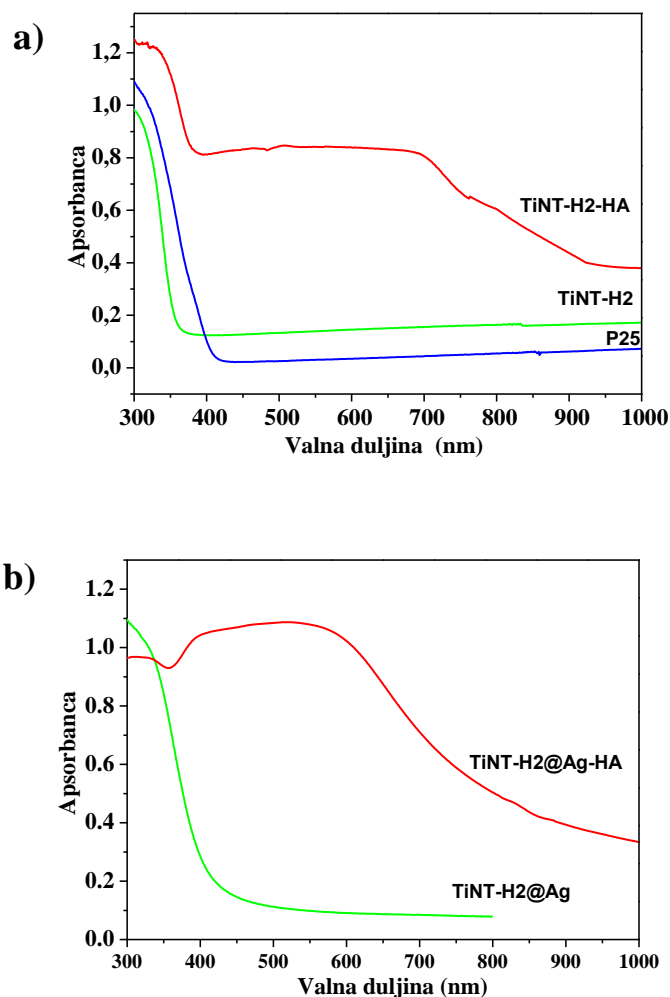 a)
Apsorbanca
1,2
1,0
0,8
0,6
0,4
0,2
0,0
TiNT-H2-HA
TiNT-H2
P25
300 400 500 600 700 800 900 1000
Valna duljina (nm)
b)
Apsorbanca
1.2
1.0
0.8
0.6
0.4
0.2
0.0
TiNT-H2@Ag-HA
TiNT-H2@Ag
300 400 500 600 700 800 900 1000
Valna duljina (nm)